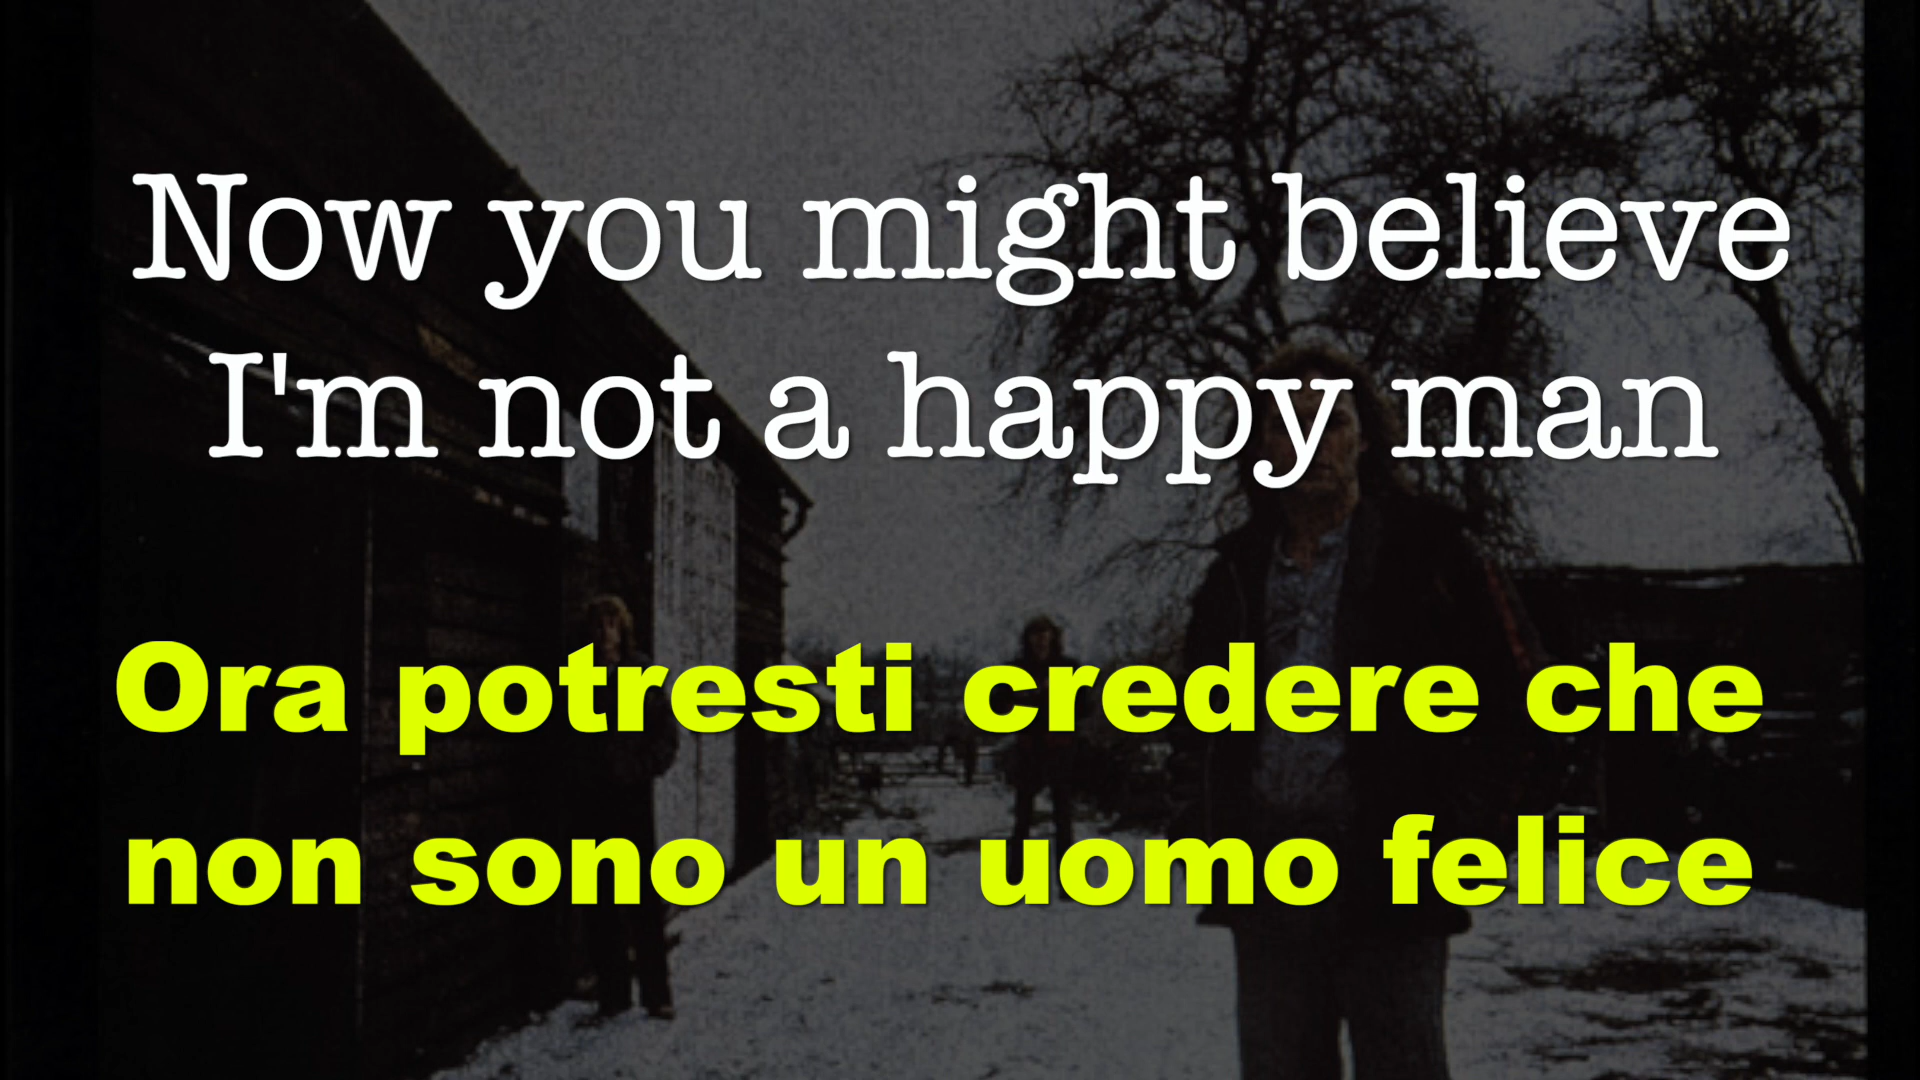 Now you might believe
I'm not a happy man
Ora potresti credere che
non sono un uomo felice